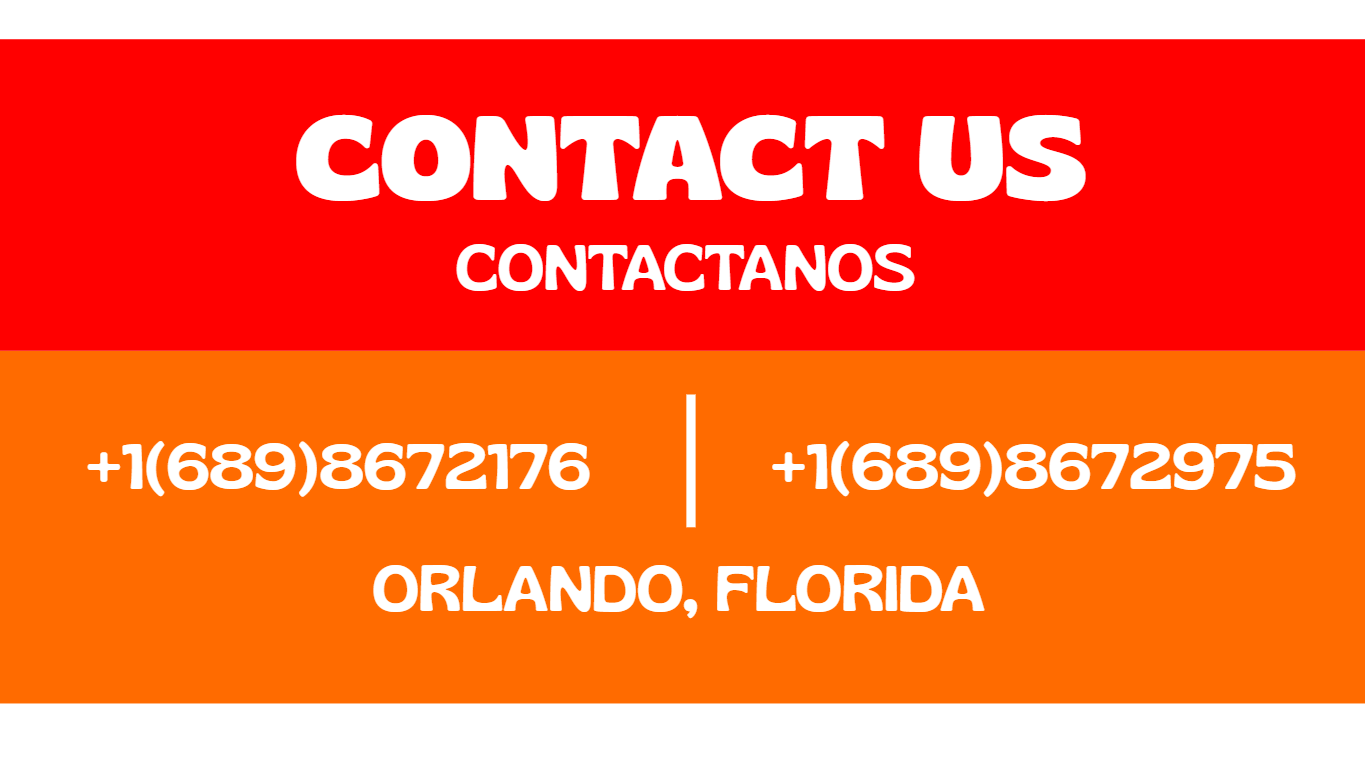 CONTACT US
CONTACTANOS
+1(689)8672176 | +1(689)8672975
ORLANDO, FLORIDA